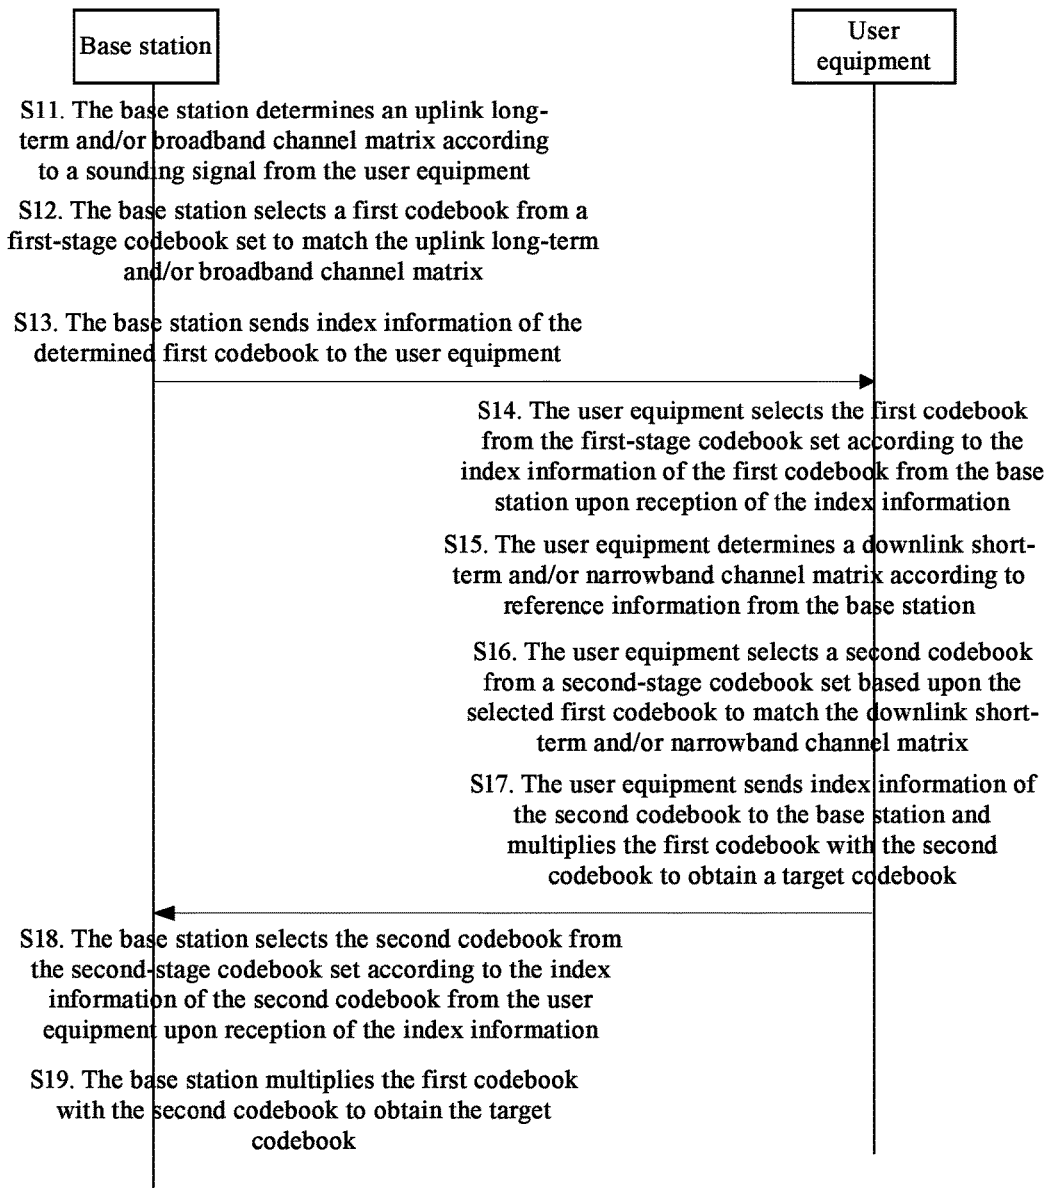 Base station
User
equipment
S11. The base station determines an uplink long-
term and/or broadband channel matrix according
to a sounding signal from the user equipment
S12. The base station selects a first codebook from a
first-stage codebook set to match the uplink long-term
and/or broadband channel matrix
S13. The base station sends index information of the
determined first codebook to the user equipment
S14. The user equipment selects the first codebook
from the first-stage codebook set according to the
index information of the first codebook from the base
station upon reception of the index information
S15. The user equipment determines a downlink short-
term and/or narrowband channel matrix according to
reference information from the base station
S16. The user equipment selects a second codebook
from a second-stage codebook set based upon the
selected first codebook to match the downlink short-
term and/or narrowband channel matrix
S17. The user equipment sends index information of
the second codebook to the base station and
multiplies the first codebook with the second
codebook to obtain a target codebook
S18. The base station selects the second codebook from
the second-stage codebook set according to the index
information of the second codebook from the user
equipment upon reception of the index information
S19. The base station multiplies the first codebook
with the second codebook to obtain the target
codebook